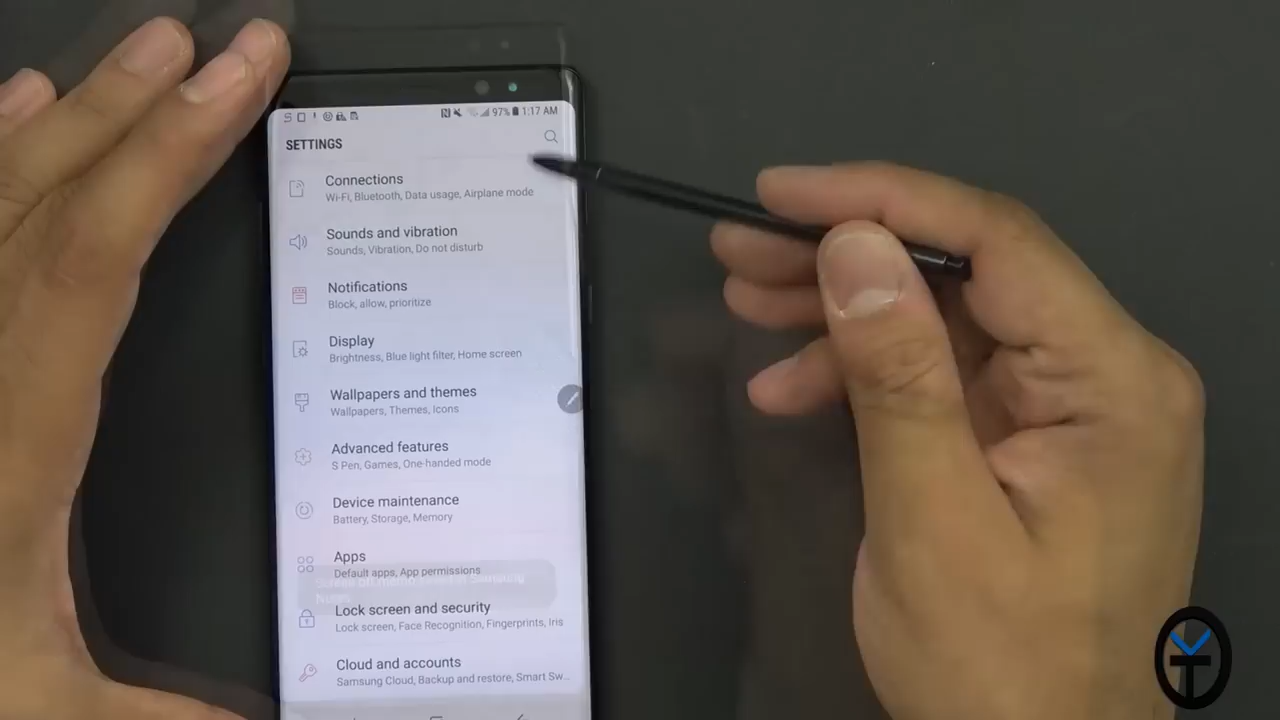 97% 1:17 AM
SETTINGS
Connections
Wi-Fi, Bluetooth, Data usage, Airplane mode
Sounds and vibration
Sounds, Vibration, Do not disturb
Notifications
Block, allow, prioritize
Display
Brightness, Blue light filter, Home screen
Wallpapers and themes
Wallpapers, Themes, Icons
Advanced features
S Pen, Games, One-handed mode
Device maintenance
Battery, Storage, Memory
Apps
Default apps, App permissions
Samsung
Notes
Lock screen and security
Lock screen, Face Recognition, Fingerprints, Iris
Cloud and accounts
Samsung Cloud, Backup and restore, Smart Sw...